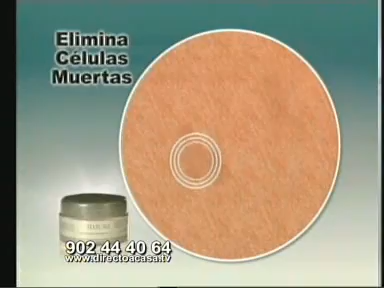 Elimina
Células
Muertas
902 44 40 64
www.directoacasa.tv